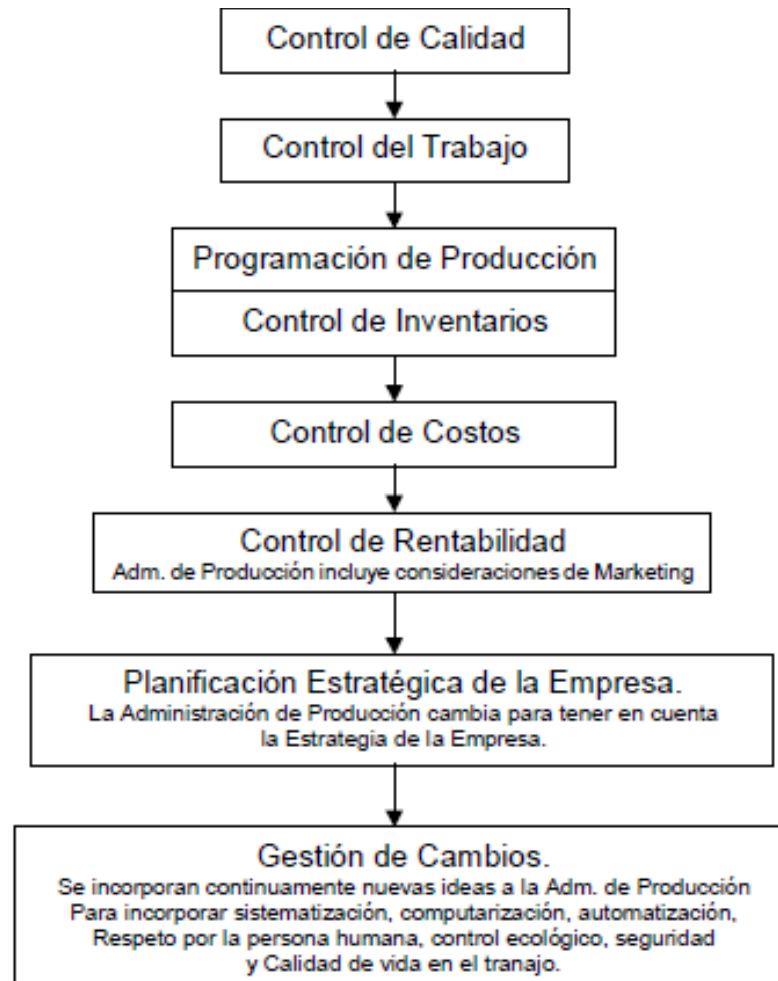 Control de Calidad
Control del Trabajo
Programación de Producción
Control de Inventarios
Control de Costos
Control de Rentabilidad
Adm. de Producción incluye consideraciones de Marketing
Planificación Estratégica de la Empresa.
La Administración de Producción cambia para tener en cuenta
la Estrategia de la Empresa.
Gestión de Cambios.
Se incorporan continuamente nuevas ideas a la Adm. de Producción
Para incorporar sistematización, computarización, automatización,
Respeto por la persona humana, control ecológico, seguridad
y Calidad de vida en el tranajo.